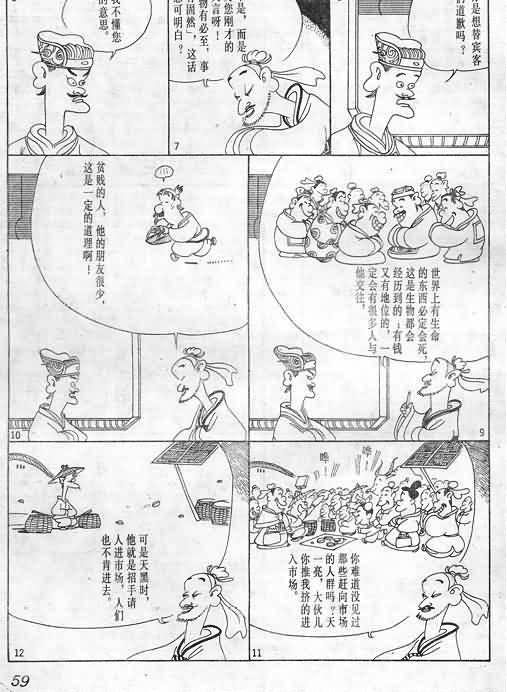 是想替宾客
道歉吗？
是，而是
您刚才的
言呀！
物有必至，事
有固然”，这话
您可明白？
7
我不懂您
的意思。
世界上有生命
的东西必定会死，
这是生物都会
经历到的；有钱
又有地位的，一
定会有很多人与
他交往，
9
贫贱的人，他的朋友很少，
这是一定的道理啊！
10
哗！
哗！
你难道没见过
那些赶向市场
的人群吗？天
一亮，大伙儿
你推我挤的进
入市场。
11
可是天黑时，
他就是招手请
人进市场，人们
也不肯进去。
12
59